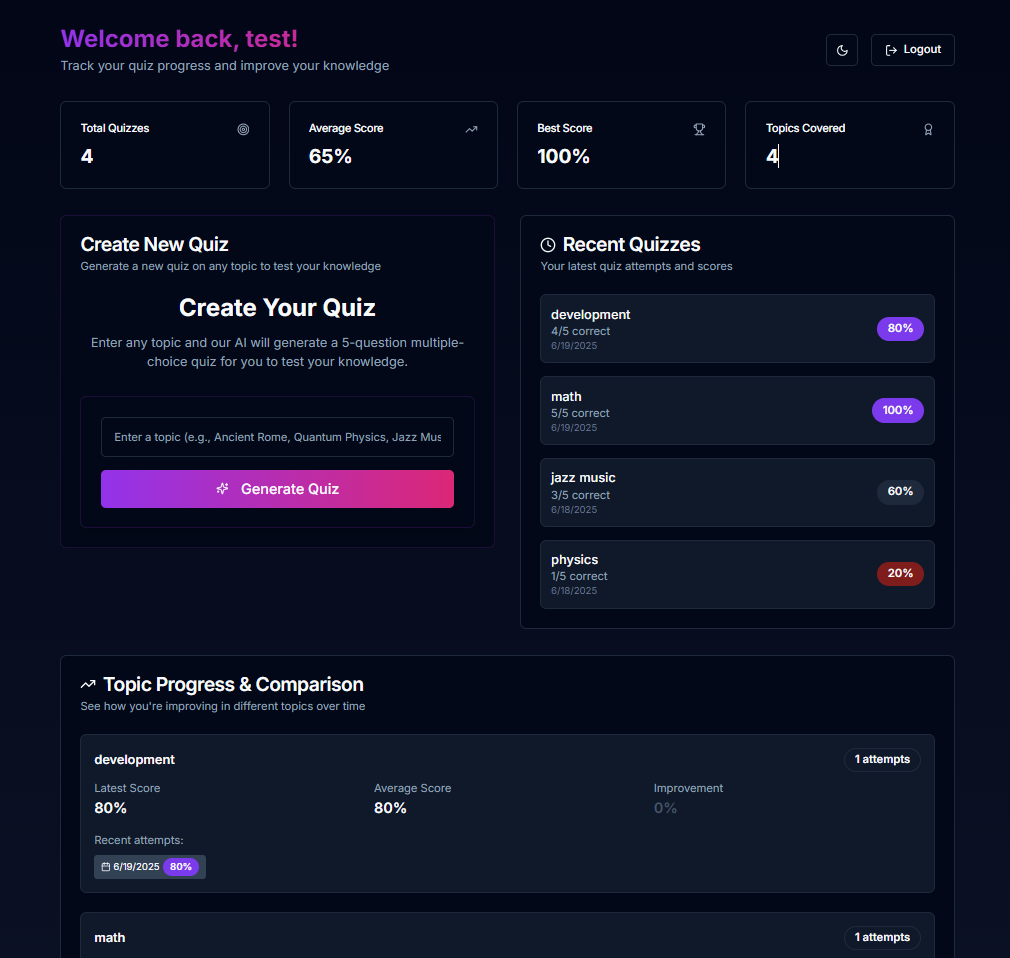 Welcome back, test!
Track your quiz progress and improve your knowledge
Logout
Total Quizzes
4
Average Score
65%
Best Score
100%
Topics Covered
4
Create New Quiz
Generate a new quiz on any topic to test your knowledge
Create Your Quiz
Enter any topic and our AI will generate a 5-question multiple-
choice quiz for you to test your knowledge.
Enter a topic (e.g., Ancient Rome, Quantum Physics, Jazz Mus
Generate Quiz
Recent Quizzes
Your latest quiz attempts and scores
development
4/5 correct
6/19/2025
80%
math
5/5 correct
6/19/2025
100%
jazz music
3/5 correct
6/18/2025
60%
physics
1/5 correct
6/18/2025
20%
Topic Progress & Comparison
See how you're improving in different topics over time
development
1 attempts
Latest Score
80%
Average Score
80%
Improvement
0%
Recent attempts:
6/19/2025 80%
math
1 attempts